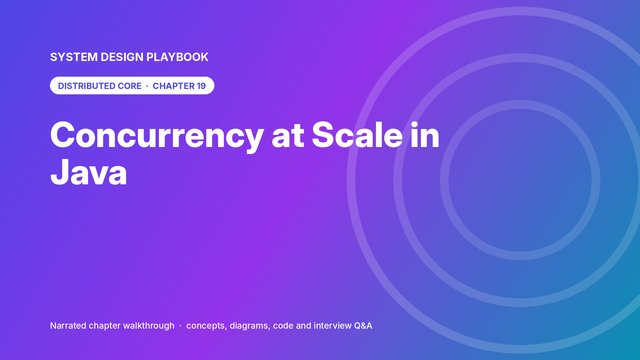 SYSTEM DESIGN PLAYBOOK
DISTRIBUTED CORE · CHAPTER 19
Concurrency at Scale in
Java
Narrated chapter walkthrough · concepts, diagrams, code and interview Q&A